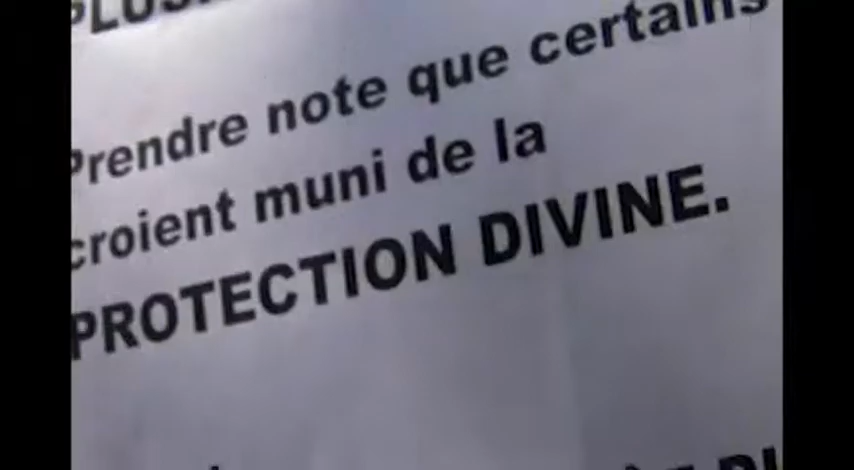 Prendre note que certains
croient muni de la
PROTECTION DIVINE.